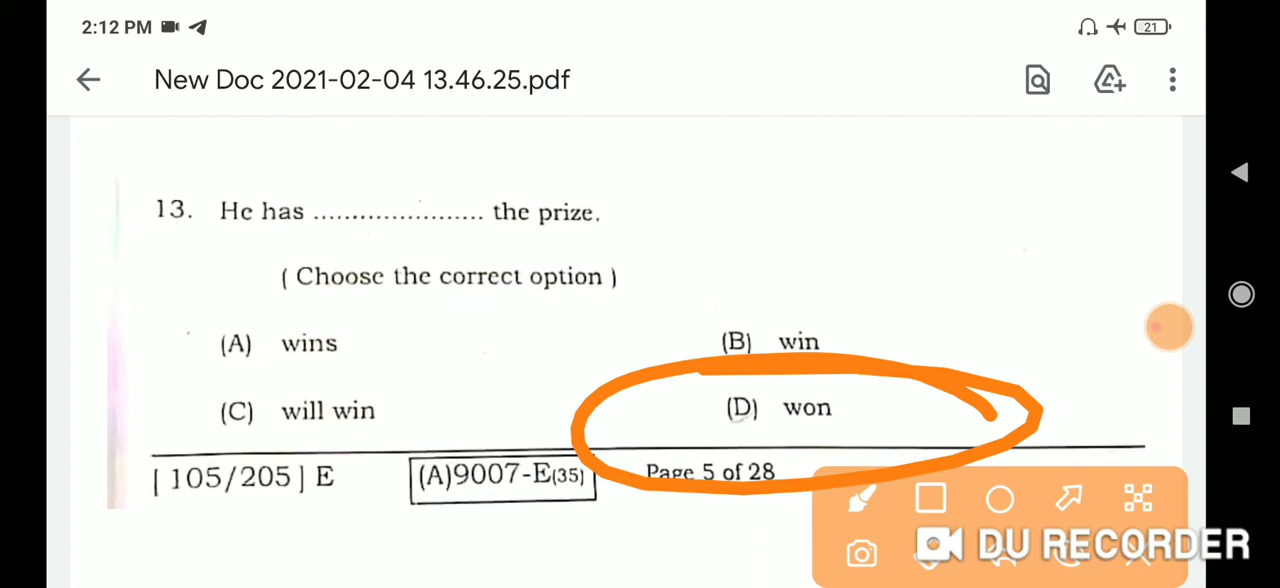 2:12 PM 21
New Doc 2021-02-04 13.46.25.pdf
13. He has ...................... the prize.
( Choose the correct option )
(A) wins (B) win
(C) will win (D) won
[ 105/205 ] E (A)9007-E(35) Page 5 of 28
DU RECORDER